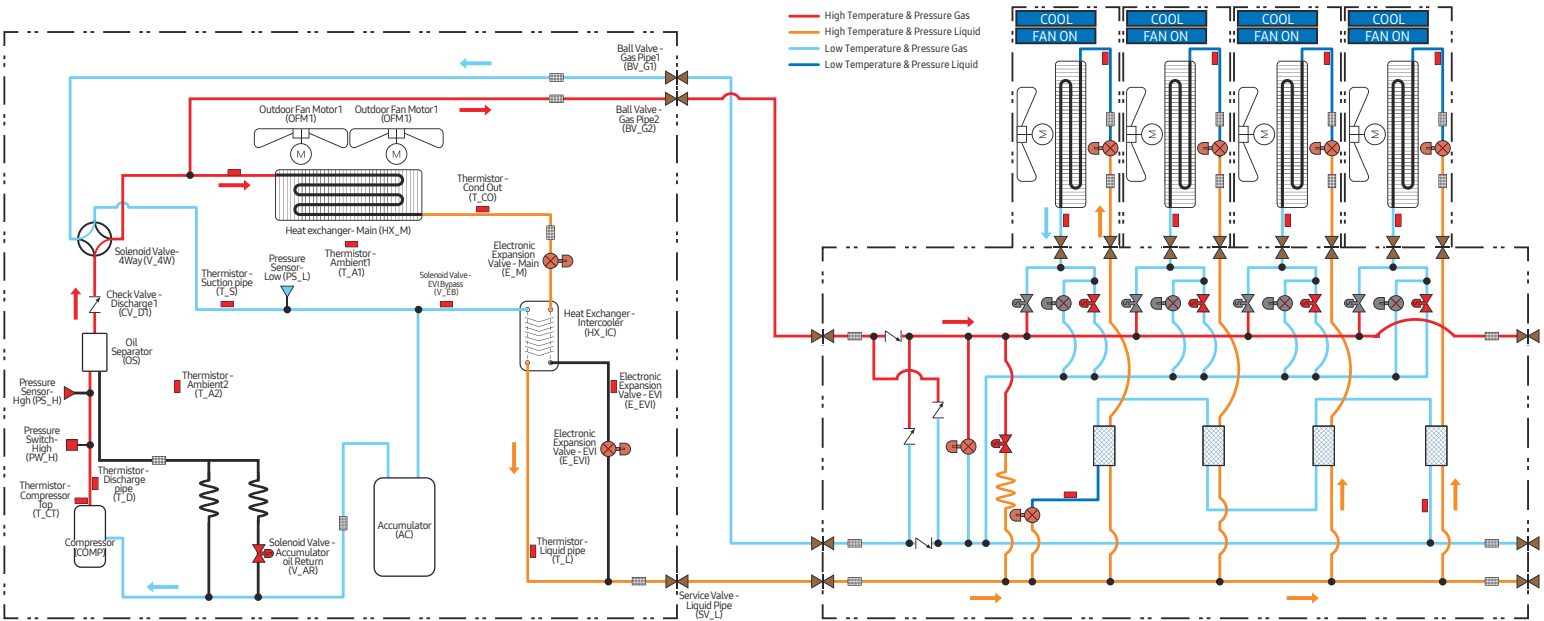 High Temperature & Pressure Gas
High Temperature & Pressure Liquid
Low Temperature & Pressure Gas
Low Temperature & Pressure Liquid
COOL
FAN ON
COOL
FAN ON
COOL
FAN ON
COOL
FAN ON
Ball Valve -
Gas Pipe1
(BV_G1)
Ball Valve -
Gas Pipe2
(BV_G2)
Outdoor Fan Motor1
(OFM1)
Outdoor Fan Motor1
(OFM1)
M
M
M
M
M
M
Thermistor -
Cond Out
(T_CO)
Heat exchanger- Main (HX_M)
Thermistor-
Ambient1
(T_A1)
Electronic
Expansion
Valve - Main
(E_M)
Solenoid Valve-
4Way (V_4W)
Thermistor-
Suction pipe
(T_S)
Pressure
Sensor-
Low (PS_L)
Solenoid Valve -
EVI Bypass
(V_EB)
Check Valve -
Discharge 1
(CV_D1)
Heat Exchanger-
Intercooler
(HX_IC)
Oil
Separator
(OS)
Pressure
Sensor-
Hgh (PS_H)
Thermistor-
Ambient2
(T_A2)
Electronic
Expansion
Valve - EVI
(E_EVI)
Pressure
Switch-
High
(PW_H)
Electronic
Expansion
Valve - EVI
(E_EVI)
Thermistor-
Discharge
pipe
(T_D)
Thermistor -
Compressor
Top
(T_CT)
Compressor
(COMP)
Accumulator
(AC)
Solenoid Valve -
Accumulator
oil Return
(V_AR)
Thermistor-
Liquid pipe
(T_L)
Service Valve -
Liquid Pipe
(SV_L)